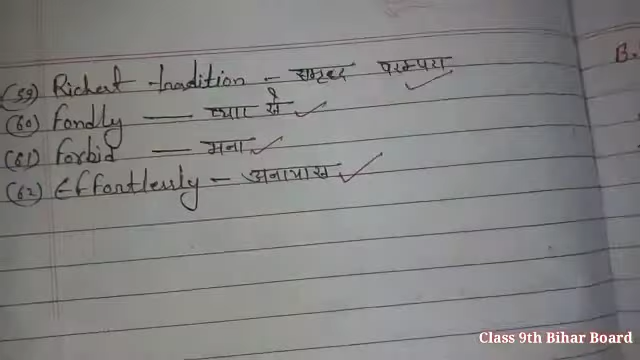 (59) Richest tradition - समृद्ध परम्परा
(60) Fondly — प्यार से
(61) Forbid — मना
(62) Effortlessly - अनायास
B.
Class 9th Bihar Board